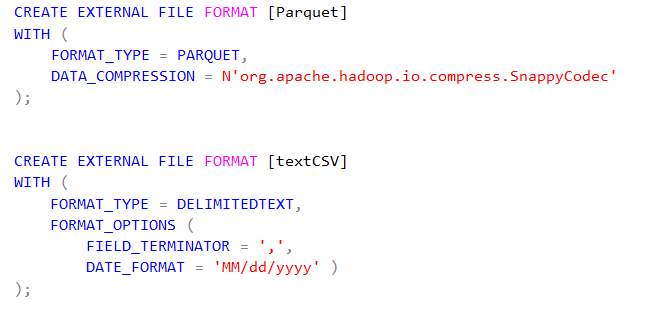 CREATE EXTERNAL FILE FORMAT [Parquet]
WITH (
    FORMAT_TYPE = PARQUET,
    DATA_COMPRESSION = N'org.apache.hadoop.io.compress.SnappyCodec'
);
CREATE EXTERNAL FILE FORMAT [textCSV]
WITH (
    FORMAT_TYPE = DELIMITEDTEXT,
    FORMAT_OPTIONS (
        FIELD_TERMINATOR = ',',
        DATE_FORMAT = 'MM/dd/yyyy' )
);